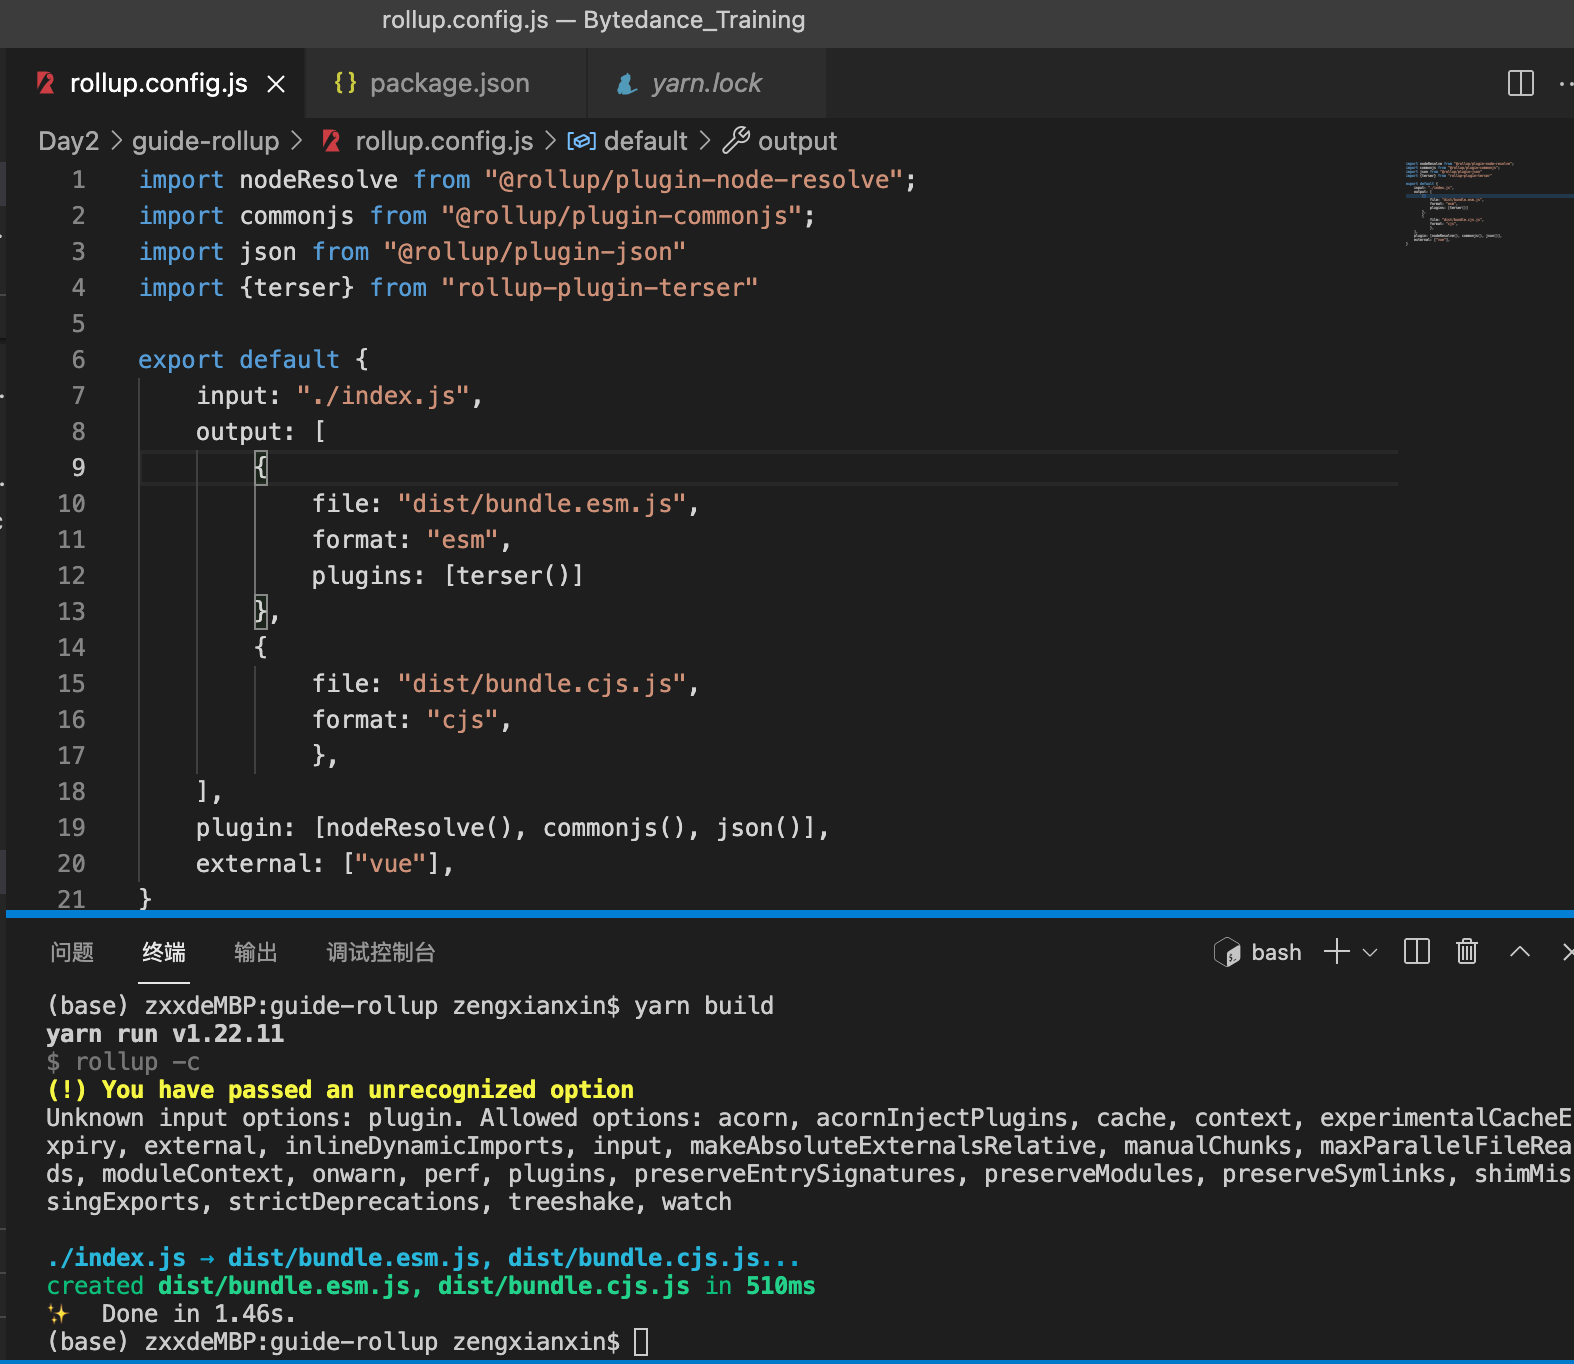 rollup.config.js — Bytedance_Training
rollup.config.js package.json yarn.lock
Day2 > guide-rollup > rollup.config.js > default > output
1 import nodeResolve from "@rollup/plugin-node-resolve";
2 import commonjs from "@rollup/plugin-commonjs";
3 import json from "@rollup/plugin-json"
4 import {terser} from "rollup-plugin-terser"
5
6 export default {
7 input: "./index.js",
8 output: [
9 {
10 file: "dist/bundle.esm.js",
11 format: "esm",
12 plugins: [terser()]
13 },
14 {
15 file: "dist/bundle.cjs.js",
16 format: "cjs",
17 },
18 ],
19 plugin: [nodeResolve(), commonjs(), json()],
20 external: ["vue"],
21 }
问题 终端 输出 调试控制台 bash
(base) zxxdeMBP:guide-rollup zengxianxin$ yarn build
yarn run v1.22.11
$ rollup -c
(!) You have passed an unrecognized option
Unknown input options: plugin. Allowed options: acorn, acornInjectPlugins, cache, context, experimentalCacheE
xpiry, external, inlineDynamicImports, input, makeAbsoluteExternalsRelative, manualChunks, maxParallelFileRea
ds, moduleContext, onwarn, perf, plugins, preserveEntrySignatures, preserveModules, preserveSymlinks, shimMis
singExports, strictDeprecations, treeshake, watch
./index.js → dist/bundle.esm.js, dist/bundle.cjs.js...
created dist/bundle.esm.js, dist/bundle.cjs.js in 510ms
✨ Done in 1.46s.
(base) zxxdeMBP:guide-rollup zengxianxin$